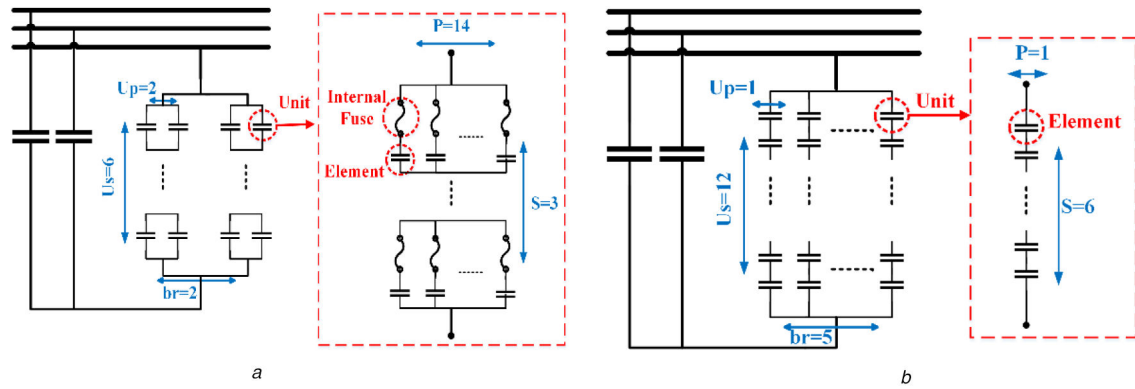 P=14
Up=2
Unit
Internal
Fuse
Element
Us=6
S=3
br=2
a
P=1
Up=1
Unit
Element
Us=12
S=6
br=5
b